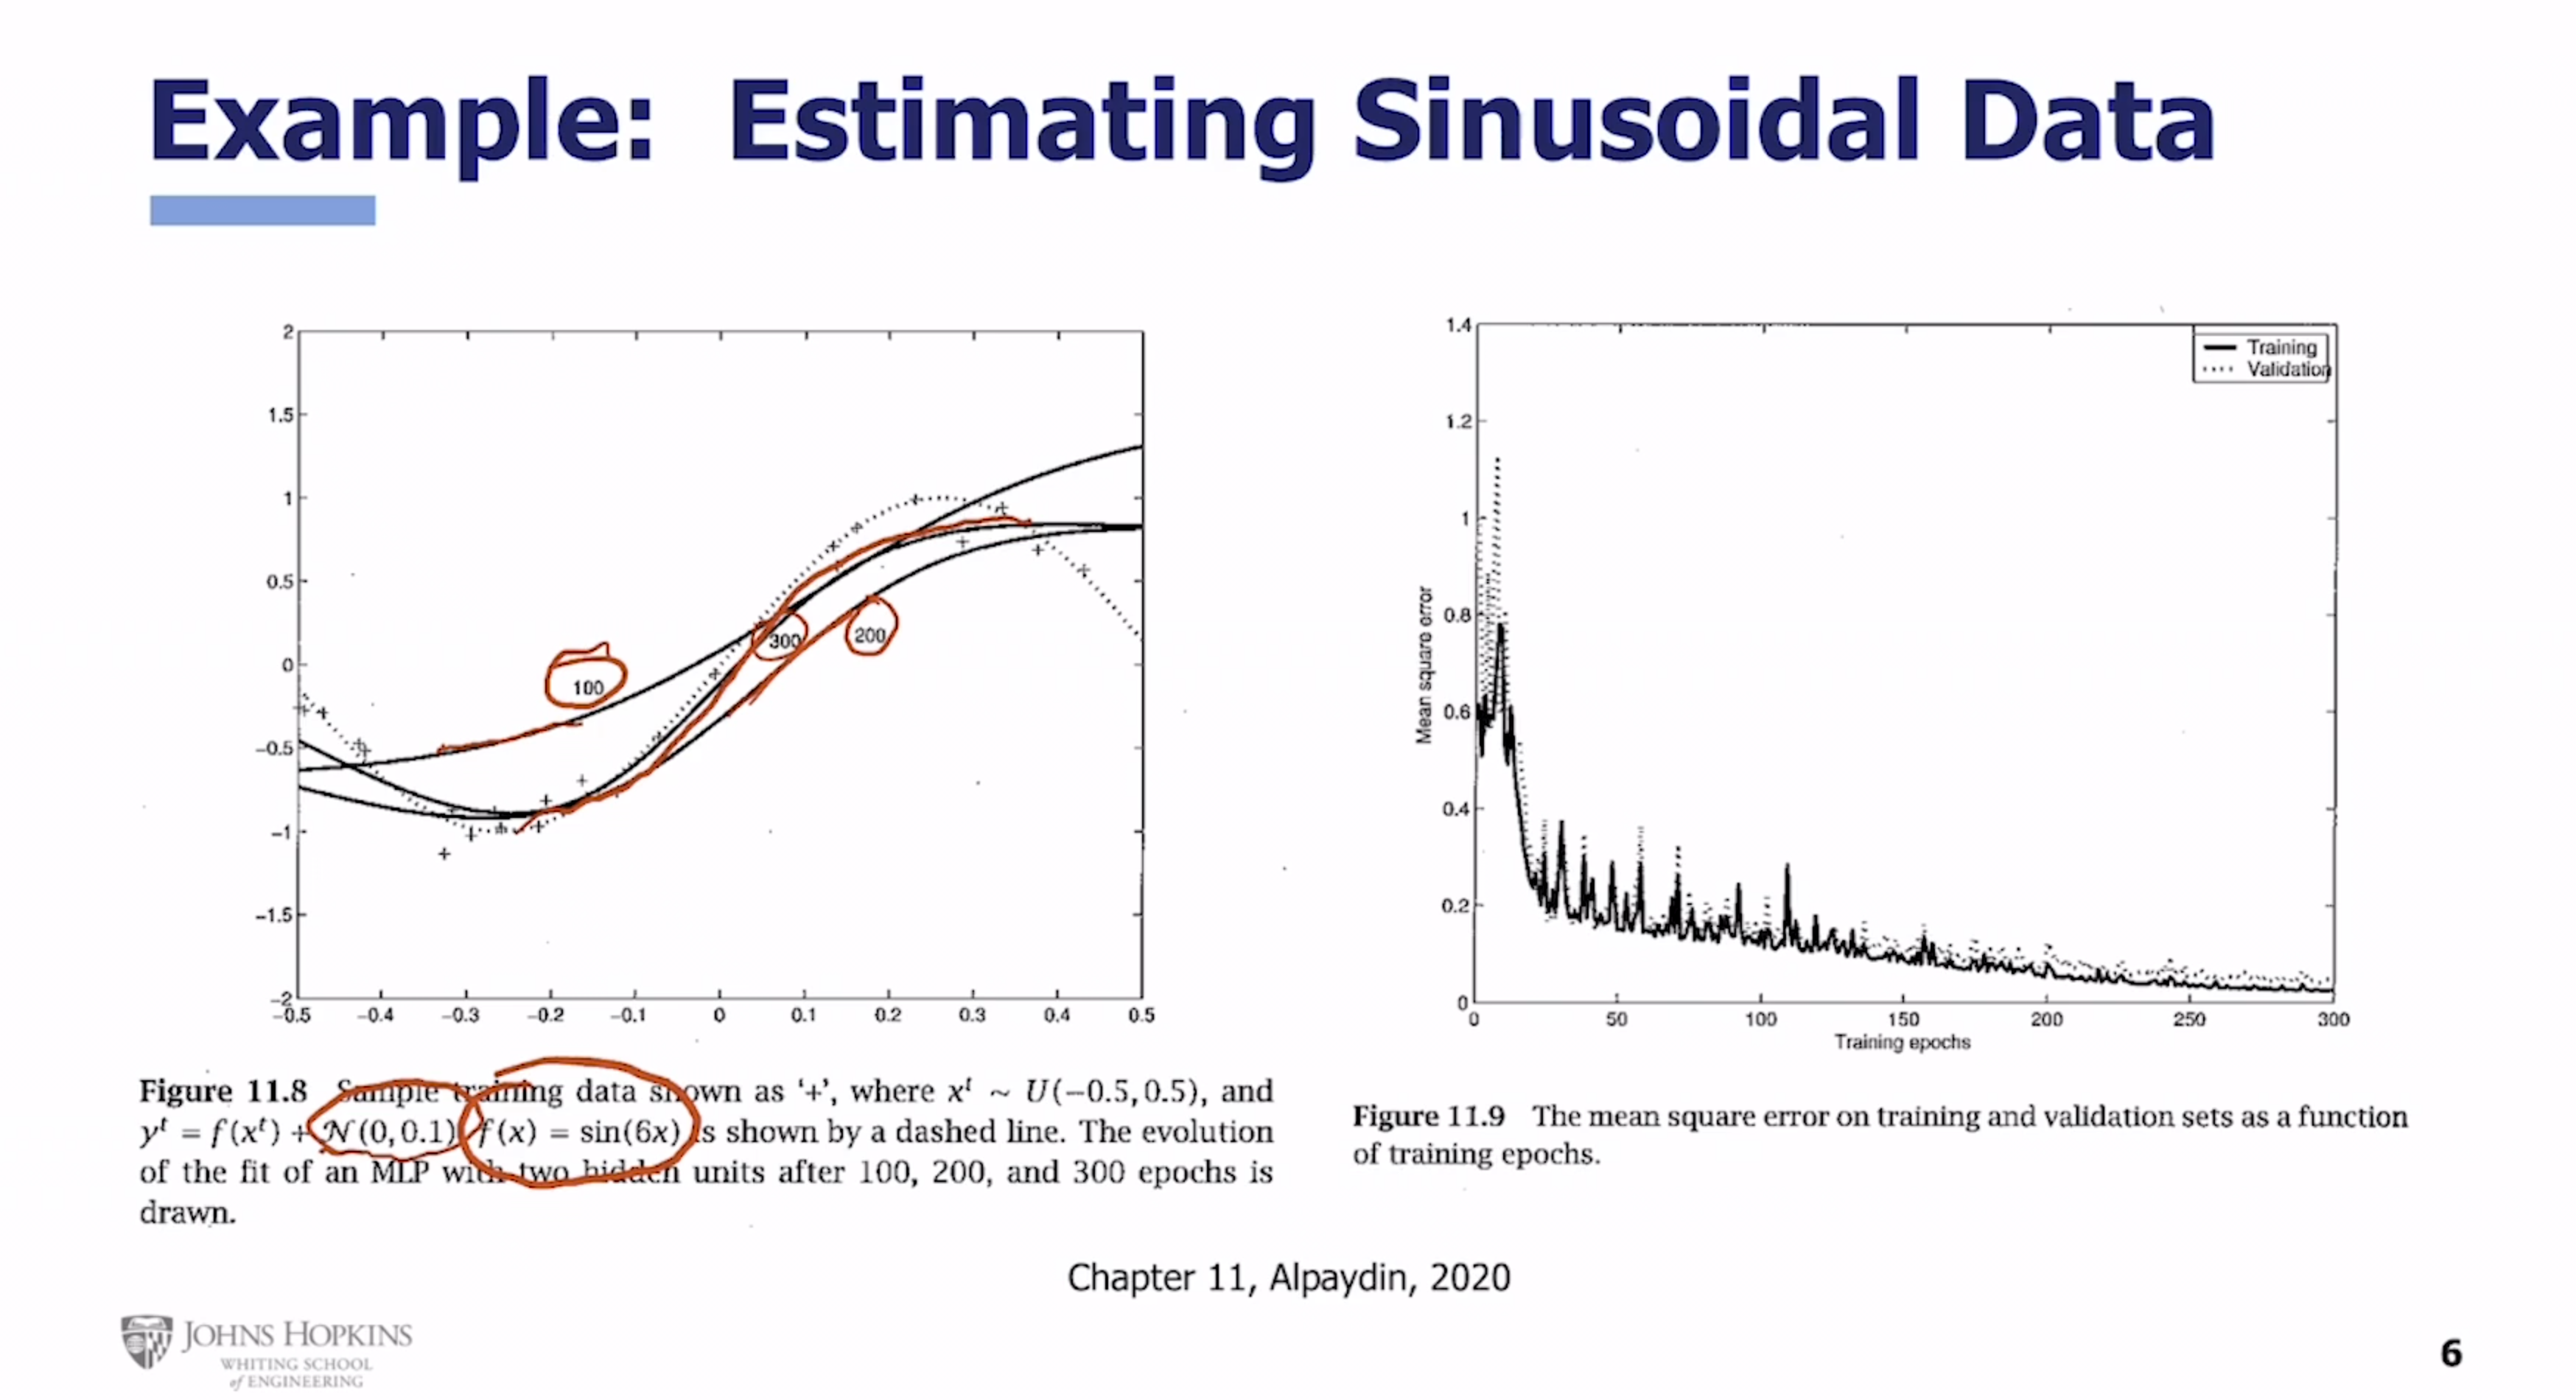 Example: Estimating Sinusoidal Data
2
1.5
1
0.5
0
−0.5
−1
−1.5
−2
100
300
200
−0.5 −0.4 −0.3 −0.2 −0.1 0 0.1 0.2 0.3 0.4 0.5
Figure 11.8 Sample training data shown as ‘+’, where xᵗ ~ U(−0.5, 0.5), and
yᵗ = f(xᵗ) + 𝒩(0, 0.1) f(x) = sin(6x) is shown by a dashed line. The evolution
of the fit of an MLP with two hidden units after 100, 200, and 300 epochs is
drawn.
1.4
1.2
1
0.8
0.6
0.4
0.2
0
Mean square error
Training
Validation
0 50 100 150 200 250 300
Training epochs
Figure 11.9 The mean square error on training and validation sets as a function
of training epochs.
Chapter 11, Alpaydin, 2020
JOHNS HOPKINS
WHITING SCHOOL
of ENGINEERING
6